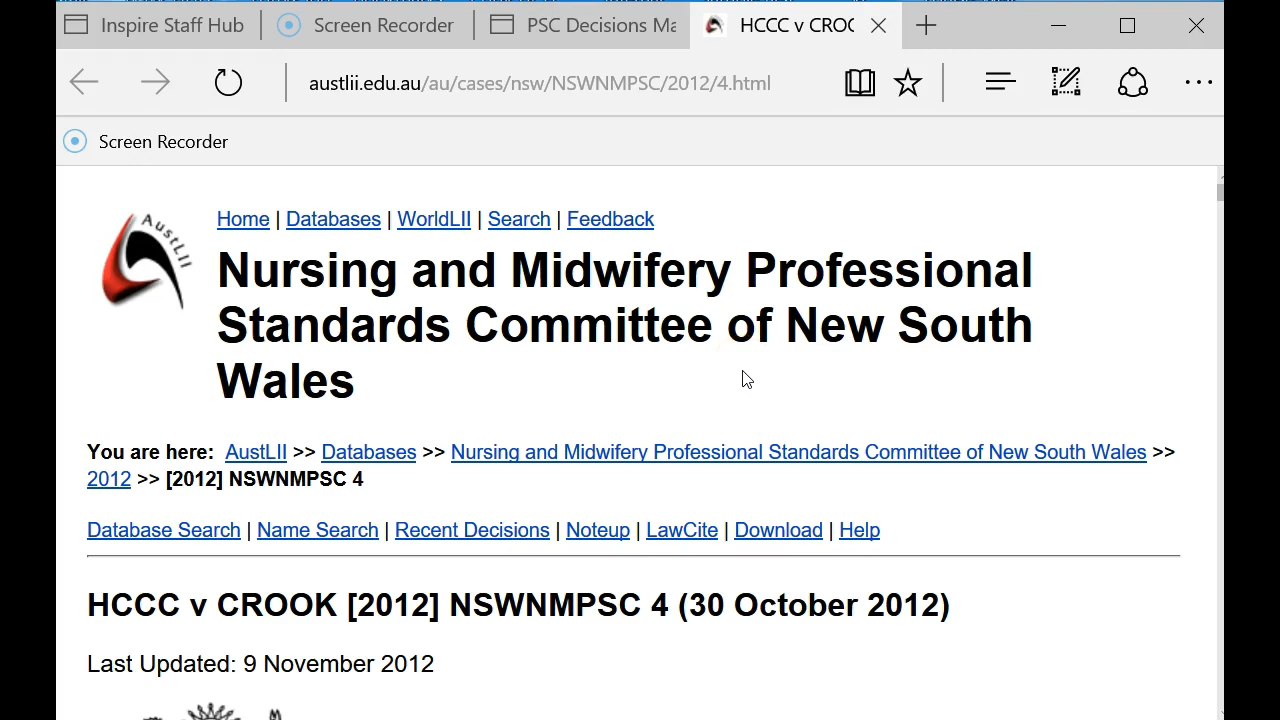 Inspire Staff Hub
Screen Recorder
PSC Decisions Ma
HCCC v CROC
austlii.edu.au/au/cases/nsw/NSWNMPSC/2012/4.html
Screen Recorder
AustLII
Home | Databases | WorldLII | Search | Feedback
Nursing and Midwifery Professional
Standards Committee of New South
Wales
You are here: AustLII >> Databases >> Nursing and Midwifery Professional Standards Committee of New South Wales >>
2012 >> [2012] NSWNMPSC 4
Database Search | Name Search | Recent Decisions | Noteup | LawCite | Download | Help
HCCC v CROOK [2012] NSWNMPSC 4 (30 October 2012)
Last Updated: 9 November 2012